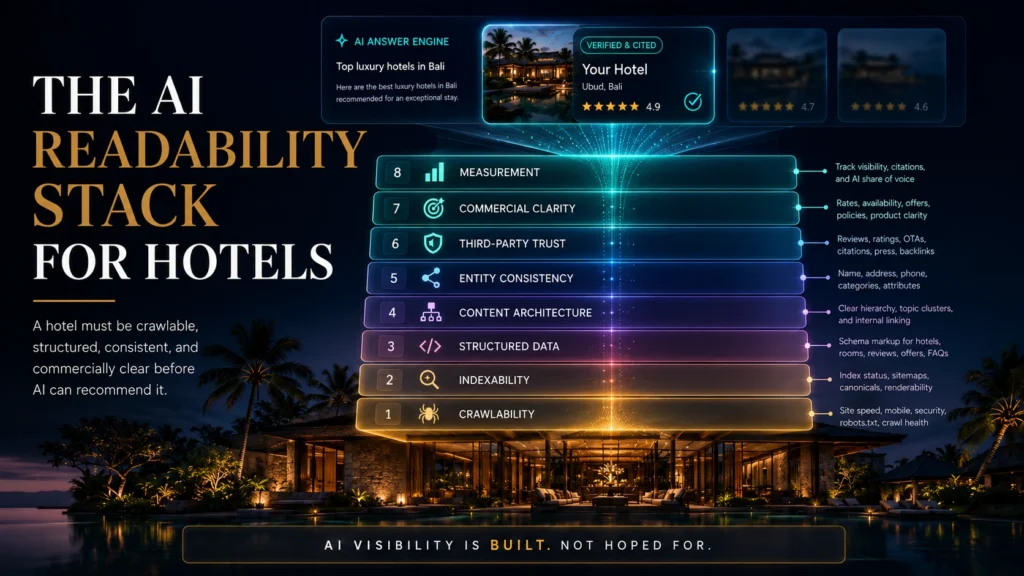 THE AI
READABILITY
STACK
FOR HOTELS
A hotel must be crawlable,
structured, consistent, and
commercially clear before
AI can recommend it.
AI ANSWER ENGINE
Top luxury hotels in Bali
Here are the best luxury hotels in Bali
recommended for an exceptional stay.
VERIFIED & CITED
Your Hotel
Ubud, Bali
4.9
4.7
4.6
8 MEASUREMENT
Track visibility, citations,
and AI share of voice
7 COMMERCIAL CLARITY
Rates, availability, offers,
policies, product clarity
6 THIRD-PARTY TRUST
Reviews, ratings, OTAs,
citations, press, backlinks
5 ENTITY CONSISTENCY
Name, address, phone,
categories, attributes
4 CONTENT ARCHITECTURE
Clear hierarchy, topic clusters,
and internal linking
3 </> STRUCTURED DATA
Schema markup for hotels,
rooms, reviews, offers, FAQs
2 INDEXABILITY
Index status, sitemaps,
canonicals, renderability
1 CRAWLABILITY
Site speed, mobile, security,
robots.txt, crawl health
AI VISIBILITY IS BUILT. NOT HOPED FOR.